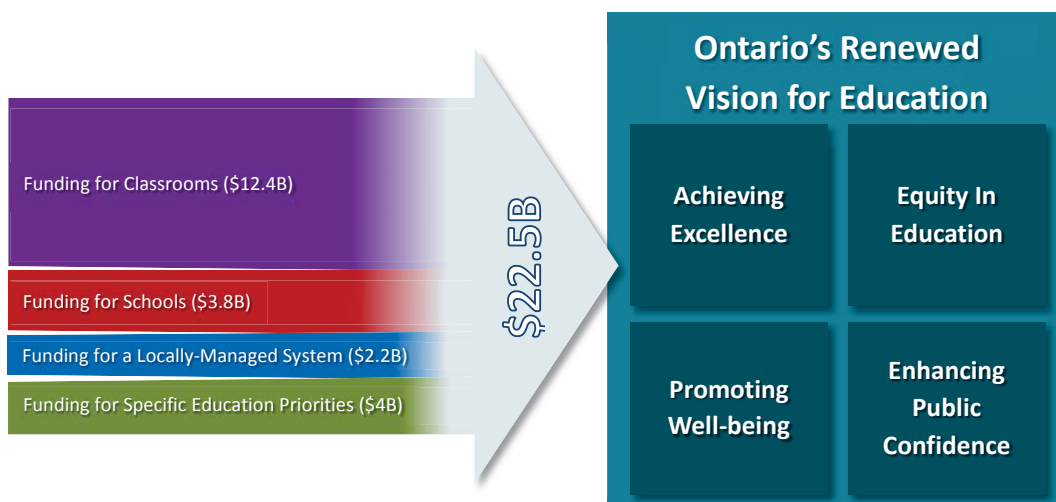 Funding for Classrooms ($12.4B)
Funding for Schools ($3.8B)
Funding for a Locally-Managed System ($2.2B)
Funding for Specific Education Priorities ($4B)
$22.5B
Ontario’s Renewed
Vision for Education
Achieving
Excellence
Equity In
Education
Promoting
Well-being
Enhancing
Public
Confidence